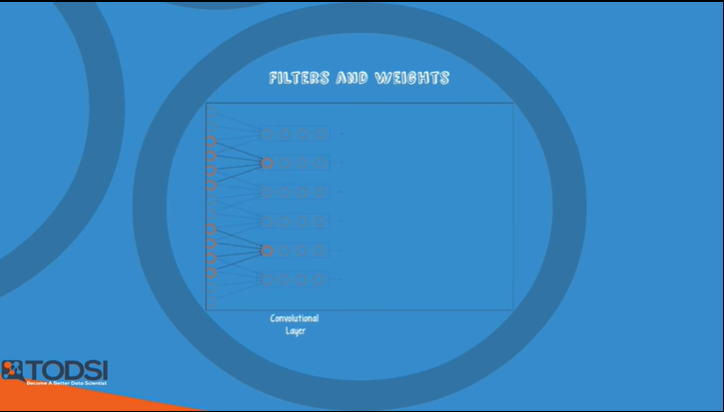 FILTERS AND WEIGHTS
Convolutional
Layer
TODSI
Become A Better Data Scientist